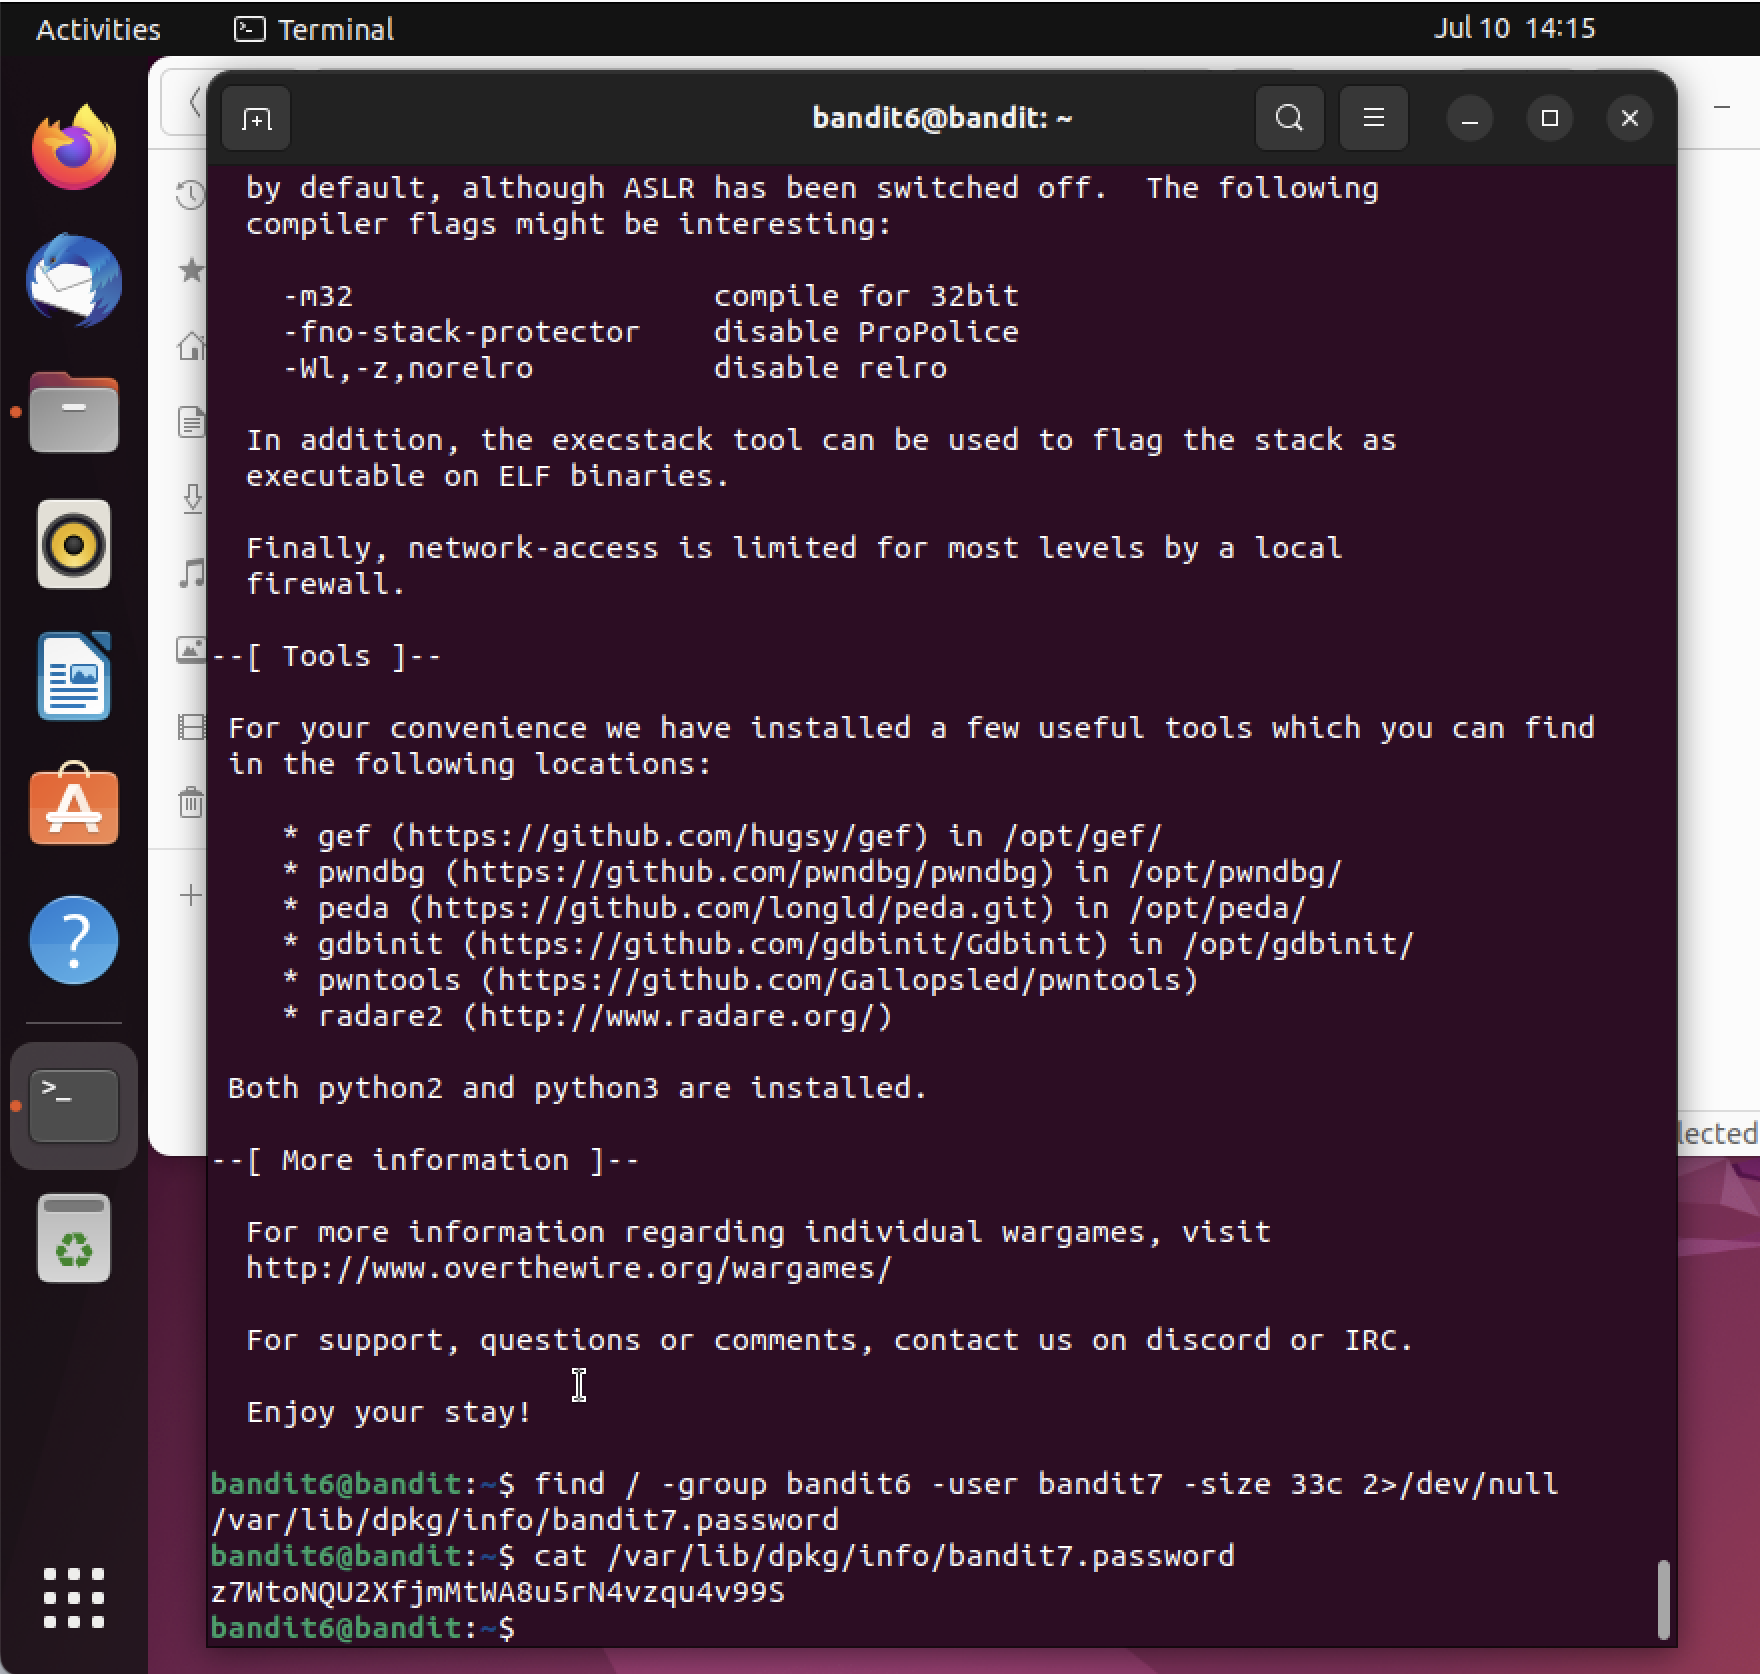 Activities
Terminal
Jul 10 14:15
bandit6@bandit: ~
by default, although ASLR has been switched off.  The following
compiler flags might be interesting:
-m32                    compile for 32bit
-fno-stack-protector    disable ProPolice
-Wl,-z,norelro          disable relro
In addition, the execstack tool can be used to flag the stack as
executable on ELF binaries.
Finally, network-access is limited for most levels by a local
firewall.
--[ Tools ]--
For your convenience we have installed a few useful tools which you can find
in the following locations:
* gef (https://github.com/hugsy/gef) in /opt/gef/
* pwndbg (https://github.com/pwndbg/pwndbg) in /opt/pwndbg/
* peda (https://github.com/longld/peda.git) in /opt/peda/
* gdbinit (https://github.com/gdbinit/Gdbinit) in /opt/gdbinit/
* pwntools (https://github.com/Gallopsled/pwntools)
* radare2 (http://www.radare.org/)
Both python2 and python3 are installed.
lected
--[ More information ]--
For more information regarding individual wargames, visit
http://www.overthewire.org/wargames/
For support, questions or comments, contact us on discord or IRC.
Enjoy your stay!
bandit6@bandit:~$ find / -group bandit6 -user bandit7 -size 33c 2>/dev/null
/var/lib/dpkg/info/bandit7.password
bandit6@bandit:~$ cat /var/lib/dpkg/info/bandit7.password
z7WtoNQU2XfjmMtWA8u5rN4vzqu4v99S
bandit6@bandit:~$